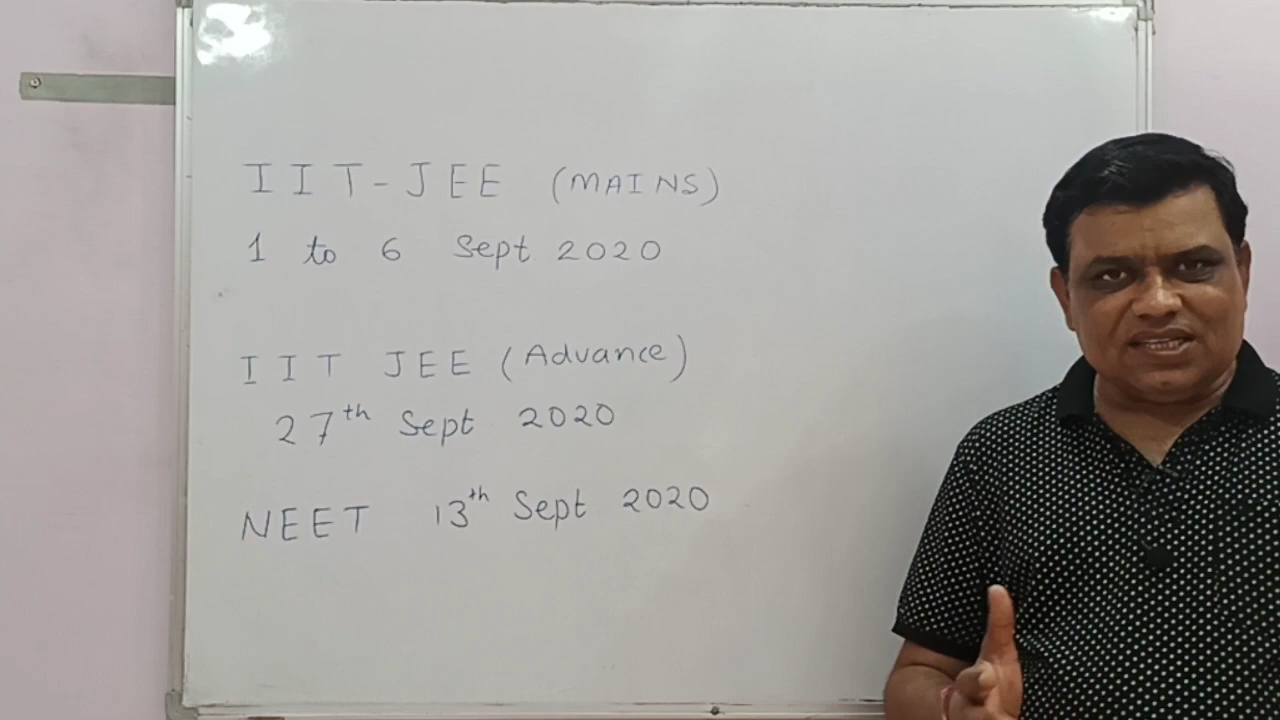 IIT-JEE (MAINS)
1 to 6 Sept 2020
IIT JEE (Advance)
27th Sept 2020
NEET 13th Sept 2020